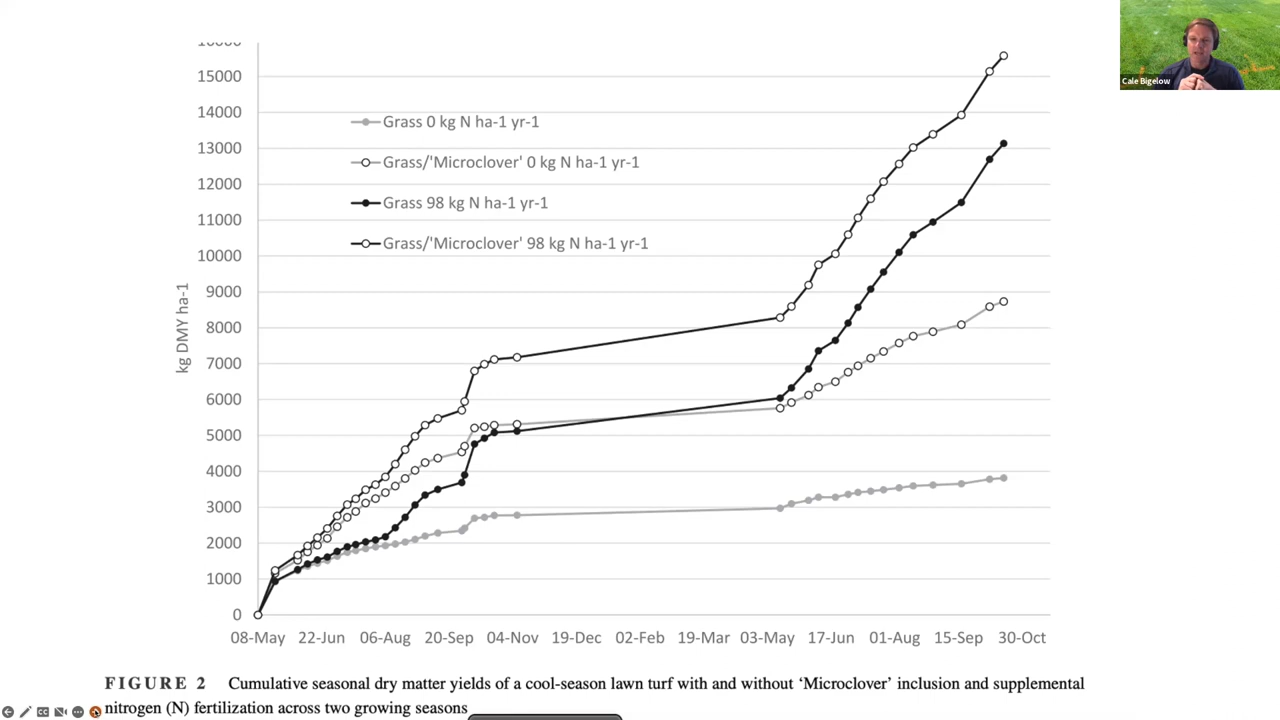 Cale Bigelow
16000
15000
14000
13000
12000
11000
10000
9000
8000
7000
6000
5000
4000
3000
2000
1000
0
kg DMY ha-1
Grass 0 kg N ha-1 yr-1
Grass/'Microclover' 0 kg N ha-1 yr-1
Grass 98 kg N ha-1 yr-1
Grass/'Microclover' 98 kg N ha-1 yr-1
08-May 22-Jun 06-Aug 20-Sep 04-Nov 19-Dec 02-Feb 19-Mar 03-May 17-Jun 01-Aug 15-Sep 30-Oct
FIGURE 2 Cumulative seasonal dry matter yields of a cool-season lawn turf with and without ‘Microclover’ inclusion and supplemental
nitrogen (N) fertilization across two growing seasons